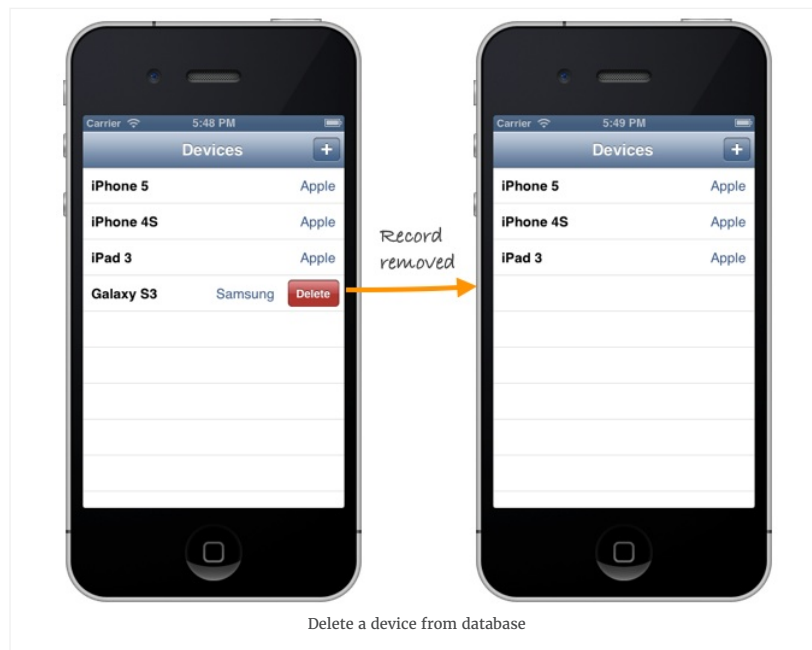 Carrier 5:48 PM
Devices +
iPhone 5 Apple
iPhone 4S Apple
iPad 3 Apple
Galaxy S3 Samsung Delete
Record
removed
Carrier 5:49 PM
Devices +
iPhone 5 Apple
iPhone 4S Apple
iPad 3 Apple
Delete a device from database